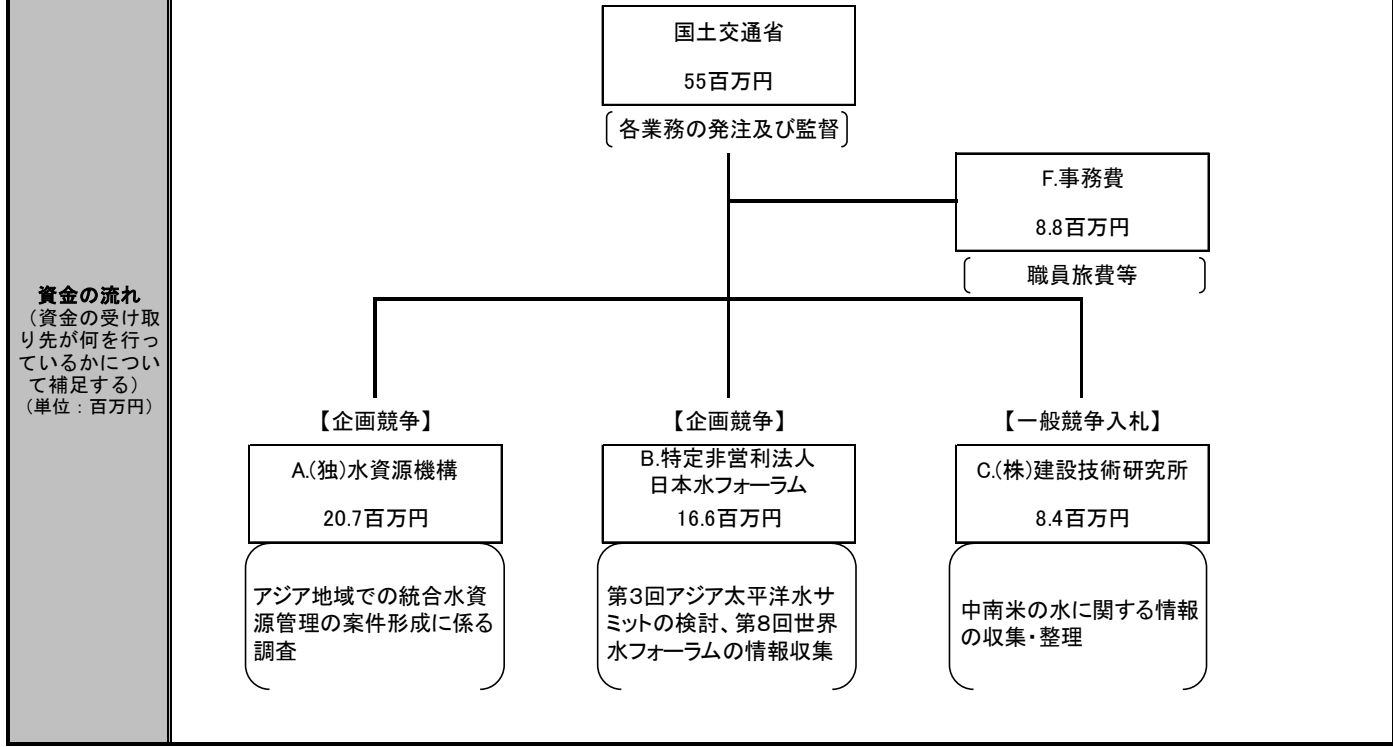 資金の流れ
（資金の受け取
り先が何を行っ
ているかについ
て補足する）
（単位：百万円）
国土交通省
55百万円
各業務の発注及び監督
F.事務費
8.8百万円
職員旅費等
【企画競争】
A.(独)水資源機構
20.7百万円
アジア地域での統合水資
源管理の案件形成に係る
調査
【企画競争】
B.特定非営利法人
日本水フォーラム
16.6百万円
第3回アジア太平洋水サ
ミットの検討、第8回世界
水フォーラムの情報収集
【一般競争入札】
C.(株)建設技術研究所
8.4百万円
中南米の水に関する情報
の収集・整理